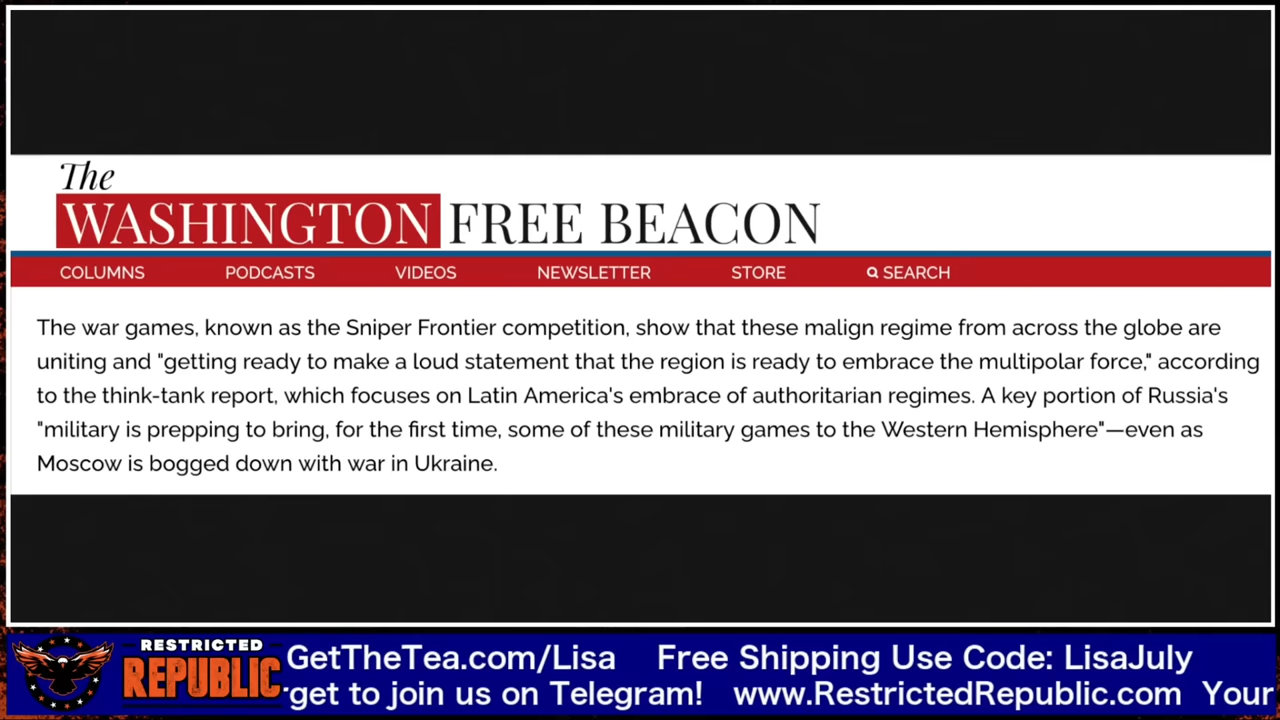 The
WASHINGTON FREE BEACON
COLUMNS PODCASTS VIDEOS NEWSLETTER STORE SEARCH
The war games, known as the Sniper Frontier competition, show that these malign regime from across the globe are
uniting and "getting ready to make a loud statement that the region is ready to embrace the multipolar force," according
to the think-tank report, which focuses on Latin America's embrace of authoritarian regimes. A key portion of Russia's
"military is prepping to bring, for the first time, some of these military games to the Western Hemisphere"—even as
Moscow is bogged down with war in Ukraine.
RESTRICTED
REPUBLIC
GetTheTea.com/Lisa Free Shipping Use Code: LisaJuly
get to join us on Telegram! www.RestrictedRepublic.com Your